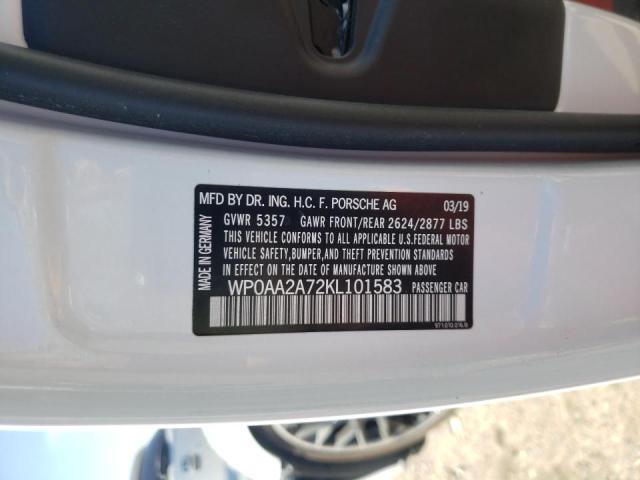 MFD BY DR. ING. H.C. F. PORSCHE AG 03/19
GVWR 5357 GAWR FRONT/REAR 2624/2877 LBS
THIS VEHICLE CONFORMS TO ALL APPLICABLE U.S.FEDERAL MOTOR
VEHICLE SAFETY,BUMPER,AND THEFT PREVENTION STANDARDS
IN EFFECT ON THE DATE OF MANUFACTURE SHOWN ABOVE.
WP0AA2A72KL101583 PASSENGER CAR
MADE IN GERMANY